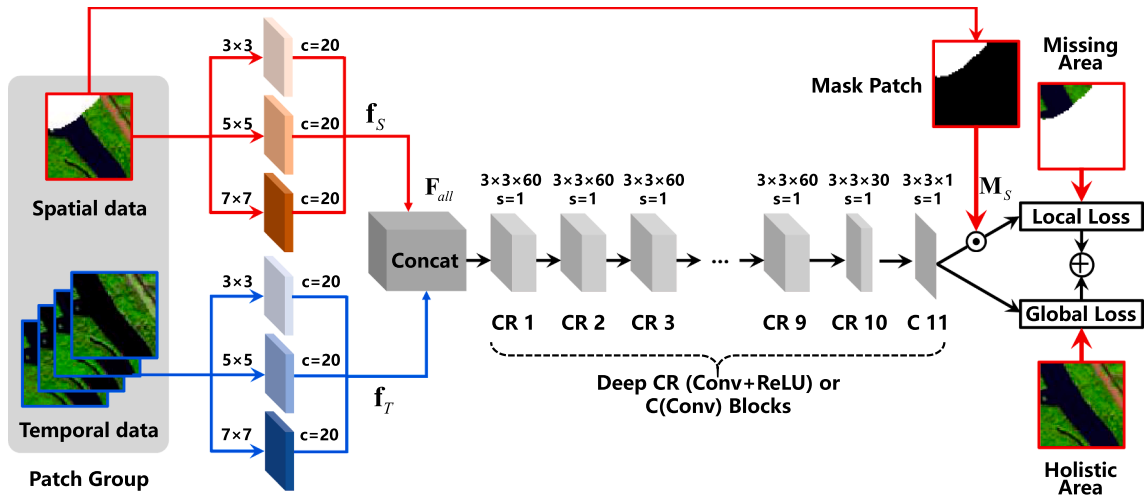 3×3
c=20
5×5
c=20
7×7
c=20
f_S
Spatial data
3×3
c=20
5×5
c=20
7×7
c=20
f_T
Temporal data
Patch Group
F_all
Concat
3×3×60
s=1
3×3×60
s=1
3×3×60
s=1
...
3×3×60
s=1
3×3×30
s=1
3×3×1
s=1
CR 1
CR 2
CR 3
CR 9
CR 10
C 11
Deep CR (Conv+ReLU) or
C(Conv) Blocks
Mask Patch
M_S
Missing
Area
Local Loss
Global Loss
Holistic
Area